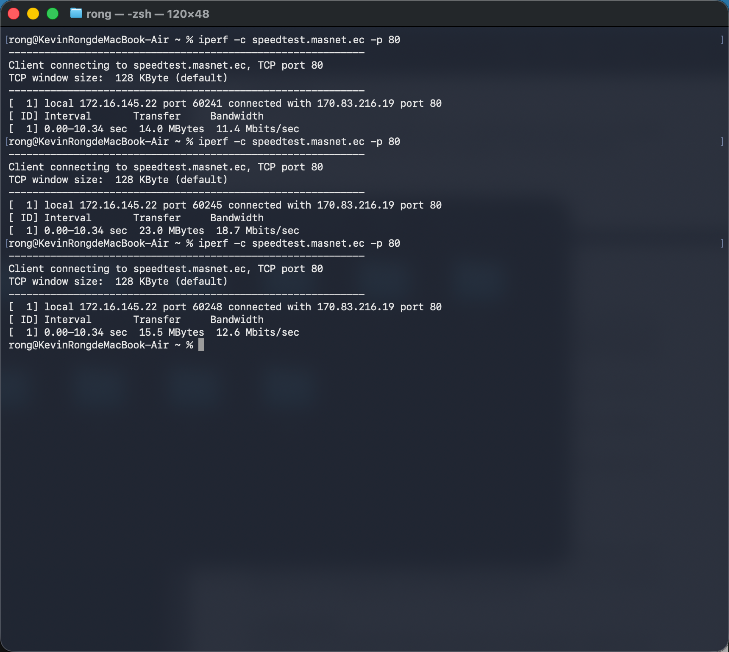 rong — -zsh — 120×48
[rong@KevinRongdeMacBook-Air ~ % iperf -c speedtest.masnet.ec -p 80 ]
------------------------------------------------------------
Client connecting to speedtest.masnet.ec, TCP port 80
TCP window size:  128 KByte (default)
------------------------------------------------------------
[  1] local 172.16.145.22 port 60241 connected with 170.83.216.19 port 80
[ ID] Interval       Transfer     Bandwidth
[  1] 0.00-10.34 sec  14.0 MBytes  11.4 Mbits/sec
[rong@KevinRongdeMacBook-Air ~ % iperf -c speedtest.masnet.ec -p 80 ]
------------------------------------------------------------
Client connecting to speedtest.masnet.ec, TCP port 80
TCP window size:  128 KByte (default)
------------------------------------------------------------
[  1] local 172.16.145.22 port 60245 connected with 170.83.216.19 port 80
[ ID] Interval       Transfer     Bandwidth
[  1] 0.00-10.34 sec  23.0 MBytes  18.7 Mbits/sec
[rong@KevinRongdeMacBook-Air ~ % iperf -c speedtest.masnet.ec -p 80 ]
------------------------------------------------------------
Client connecting to speedtest.masnet.ec, TCP port 80
TCP window size:  128 KByte (default)
------------------------------------------------------------
[  1] local 172.16.145.22 port 60248 connected with 170.83.216.19 port 80
[ ID] Interval       Transfer     Bandwidth
[  1] 0.00-10.34 sec  15.5 MBytes  12.6 Mbits/sec
rong@KevinRongdeMacBook-Air ~ %